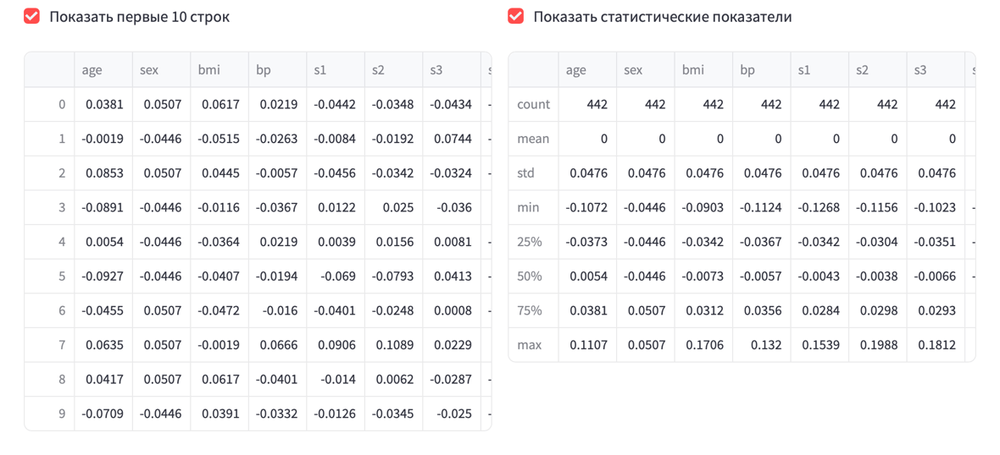 Показать первые 10 строк
age sex bmi bp s1 s2 s3
0 0.0381 0.0507 0.0617 0.0219 -0.0442 -0.0348 -0.0434
1 -0.0019 -0.0446 -0.0515 -0.0263 -0.0084 -0.0192 0.0744
2 0.0853 0.0507 0.0445 -0.0057 -0.0456 -0.0342 -0.0324
3 -0.0891 -0.0446 -0.0116 -0.0367 0.0122 0.025 -0.036
4 0.0054 -0.0446 -0.0364 0.0219 0.0039 0.0156 0.0081
5 -0.0927 -0.0446 -0.0407 -0.0194 -0.069 -0.0793 0.0413
6 -0.0455 0.0507 -0.0472 -0.016 -0.0401 -0.0248 0.0008
7 0.0635 0.0507 -0.0019 0.0666 0.0906 0.1089 0.0229
8 0.0417 0.0507 0.0617 -0.0401 -0.014 0.0062 -0.0287
9 -0.0709 -0.0446 0.0391 -0.0332 -0.0126 -0.0345 -0.025
Показать статистические показатели
age sex bmi bp s1 s2 s3
count 442 442 442 442 442 442 442
mean 0 0 0 0 0 0 0
std 0.0476 0.0476 0.0476 0.0476 0.0476 0.0476 0.0476
min -0.1072 -0.0446 -0.0903 -0.1124 -0.1268 -0.1156 -0.1023
25% -0.0373 -0.0446 -0.0342 -0.0367 -0.0342 -0.0304 -0.0351
50% 0.0054 -0.0446 -0.0073 -0.0057 -0.0043 -0.0038 -0.0066
75% 0.0381 0.0507 0.0312 0.0356 0.0284 0.0298 0.0293
max 0.1107 0.0507 0.1706 0.132 0.1539 0.1988 0.1812